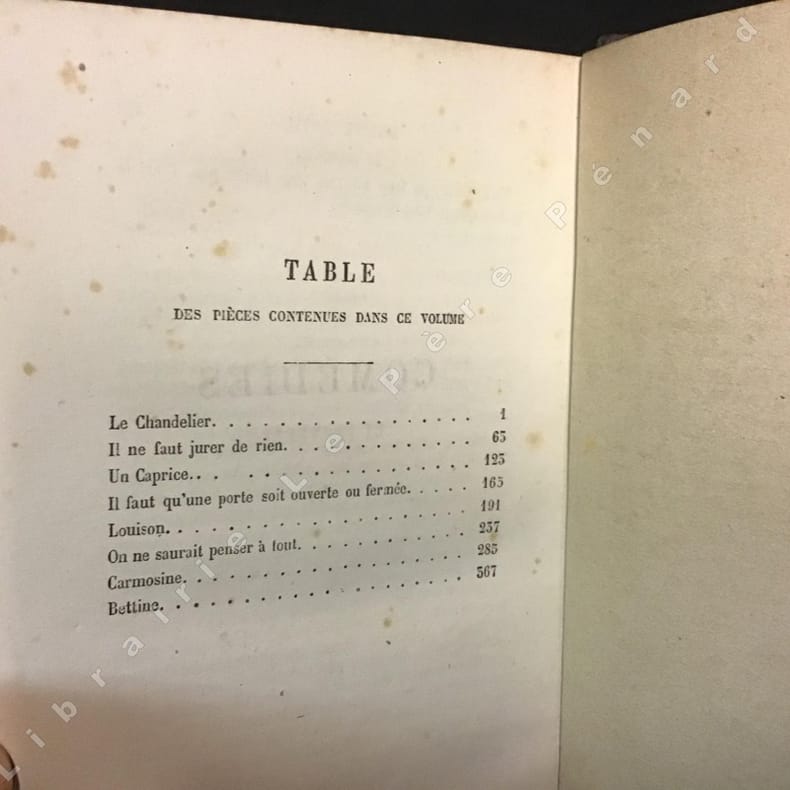 TABLE
DES PIÈCES CONTENUES DANS CE VOLUME
Le Chandelier. . . . . . . . . . . . . . . . . . 1
Il ne faut jurer de rien. . . . . . . . . . . . . 65
Un Caprice. . . . . . . . . . . . . . . . . . 125
Il faut qu'une porte soit ouverte ou fermée. . . . . 165
Louison. . . . . . . . . . . . . . . . . . . 191
On ne saurait penser à tout. . . . . . . . . . . 237
Carmosine. . . . . . . . . . . . . . . . . . 285
Bettine. . . . . . . . . . . . . . . . . . . 367
COMÉDIES
Librairie Le Père Pénard